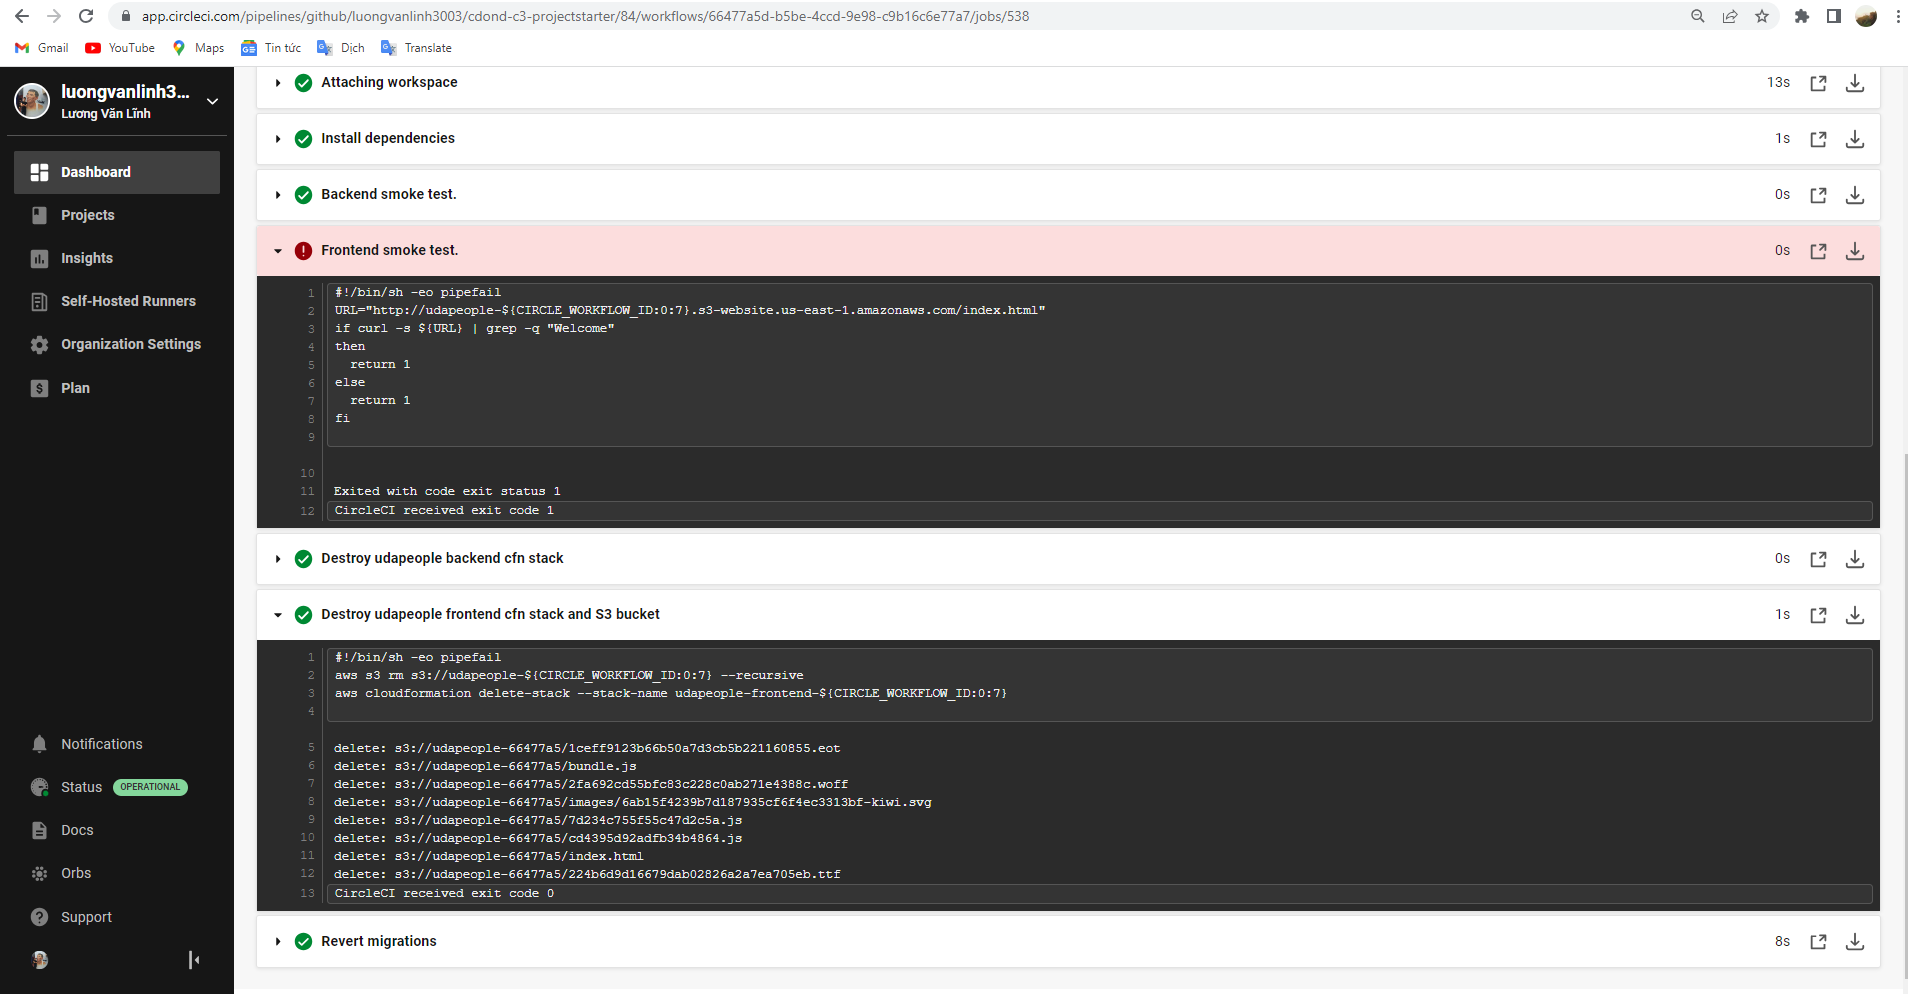 app.circleci.com/pipelines/github/luongvanlinh3003/cdond-c3-projectstarter/84/workflows/66477a5d-b5be-4ccd-9e98-c9b16c6e77a7/jobs/538
Gmail YouTube Maps Tin tức Dịch Translate
luongvanlinh3...
Lương Văn Lĩnh
Dashboard
Projects
Insights
Self-Hosted Runners
Organization Settings
Plan
Notifications
Status OPERATIONAL
Docs
Orbs
Support
Attaching workspace 13s
Install dependencies 1s
Backend smoke test. 0s
Frontend smoke test. 0s
1 #!/bin/sh -eo pipefail
2 URL="http://udapeople-${CIRCLE_WORKFLOW_ID:0:7}.s3-website.us-east-1.amazonaws.com/index.html"
3 if curl -s ${URL} | grep -q "Welcome"
4 then
5 return 1
6 else
7 return 1
8 fi
9
10
11 Exited with code exit status 1
12 CircleCI received exit code 1
Destroy udapeople backend cfn stack 0s
Destroy udapeople frontend cfn stack and S3 bucket 1s
1 #!/bin/sh -eo pipefail
2 aws s3 rm s3://udapeople-${CIRCLE_WORKFLOW_ID:0:7} --recursive
3 aws cloudformation delete-stack --stack-name udapeople-frontend-${CIRCLE_WORKFLOW_ID:0:7}
4
5 delete: s3://udapeople-66477a5/1ceff9123b66b50a7d3cb5b221160855.eot
6 delete: s3://udapeople-66477a5/bundle.js
7 delete: s3://udapeople-66477a5/2fa692cd55bfc83c228c0ab271e4388c.woff
8 delete: s3://udapeople-66477a5/images/6ab15f4239b7d187935cf6f4ec3313bf-kiwi.svg
9 delete: s3://udapeople-66477a5/7d234c755f55c47d2c5a.js
10 delete: s3://udapeople-66477a5/cd4395d92adfb34b4864.js
11 delete: s3://udapeople-66477a5/index.html
12 delete: s3://udapeople-66477a5/224b6d9d16679dab02826a2a7ea705eb.ttf
13 CircleCI received exit code 0
Revert migrations 8s